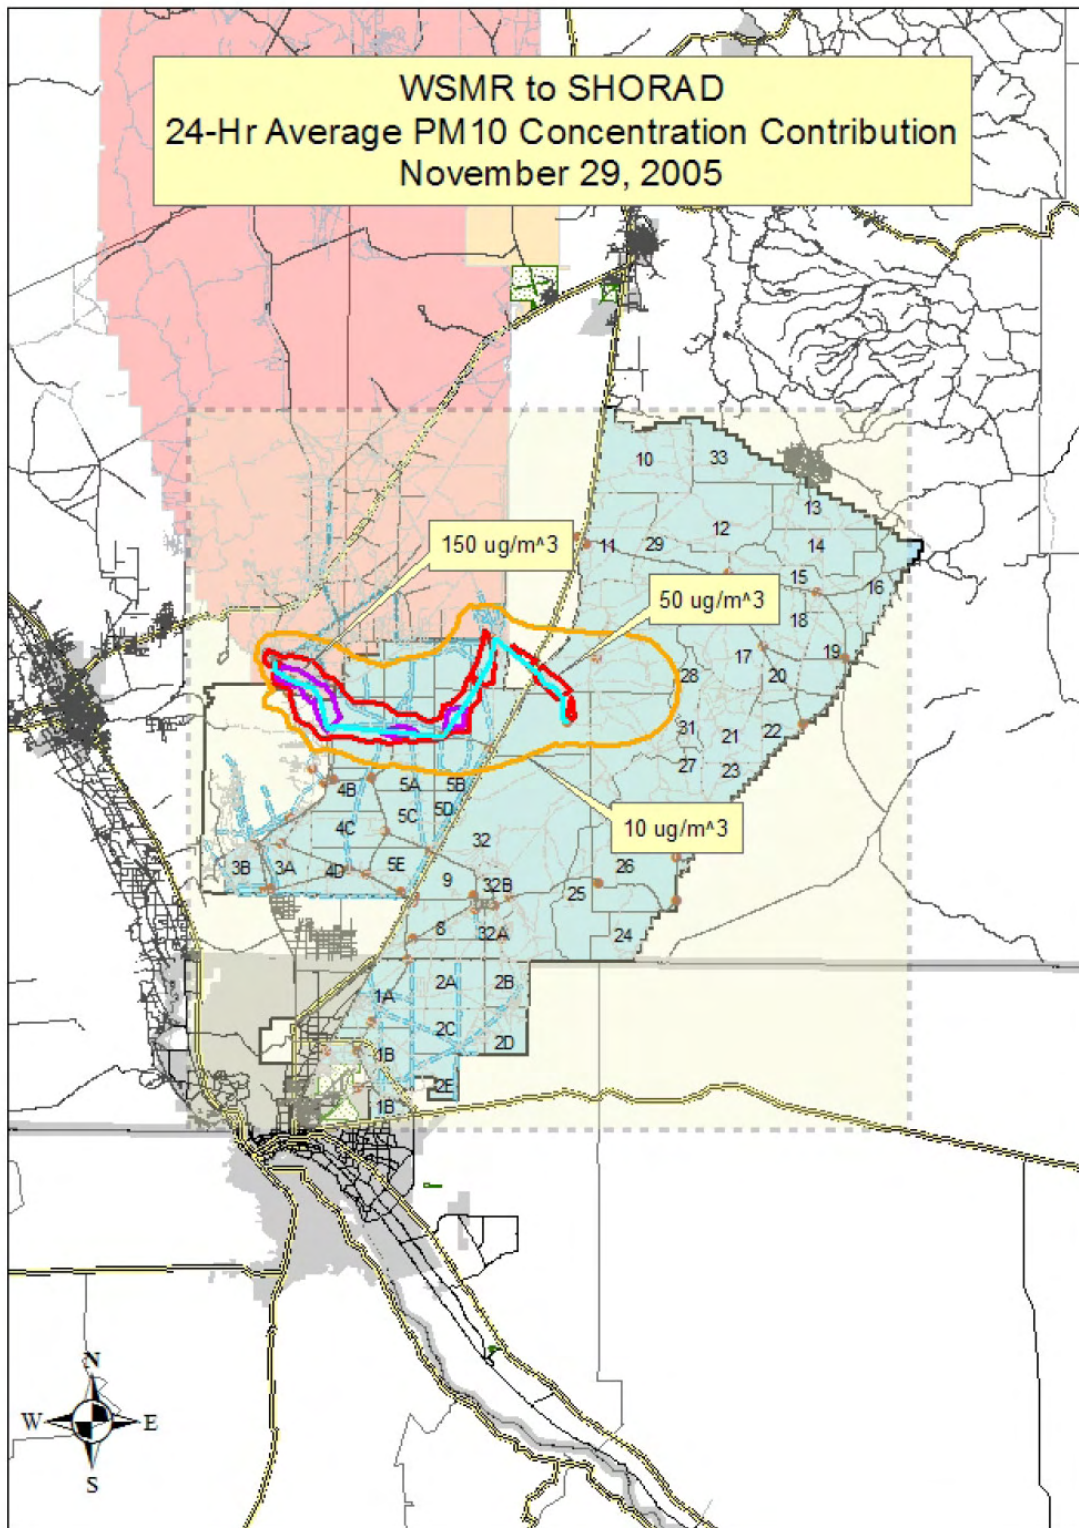 WSMR to SHORAD
24-Hr Average PM10 Concentration Contribution
November 29, 2005
10
33
13
150 ug/m^3
11
29
12
14
50 ug/m^3
15
16
18
17
19
28
20
31
21
22
27
23
4B
5A
5B
5C
5D
10 ug/m^3
4C
32
3B
3A
4D
5E
9
32B
25
26
8
32A
24
2A
2B
1A
2C
2D
1B
2E
1B
N
W
E
S